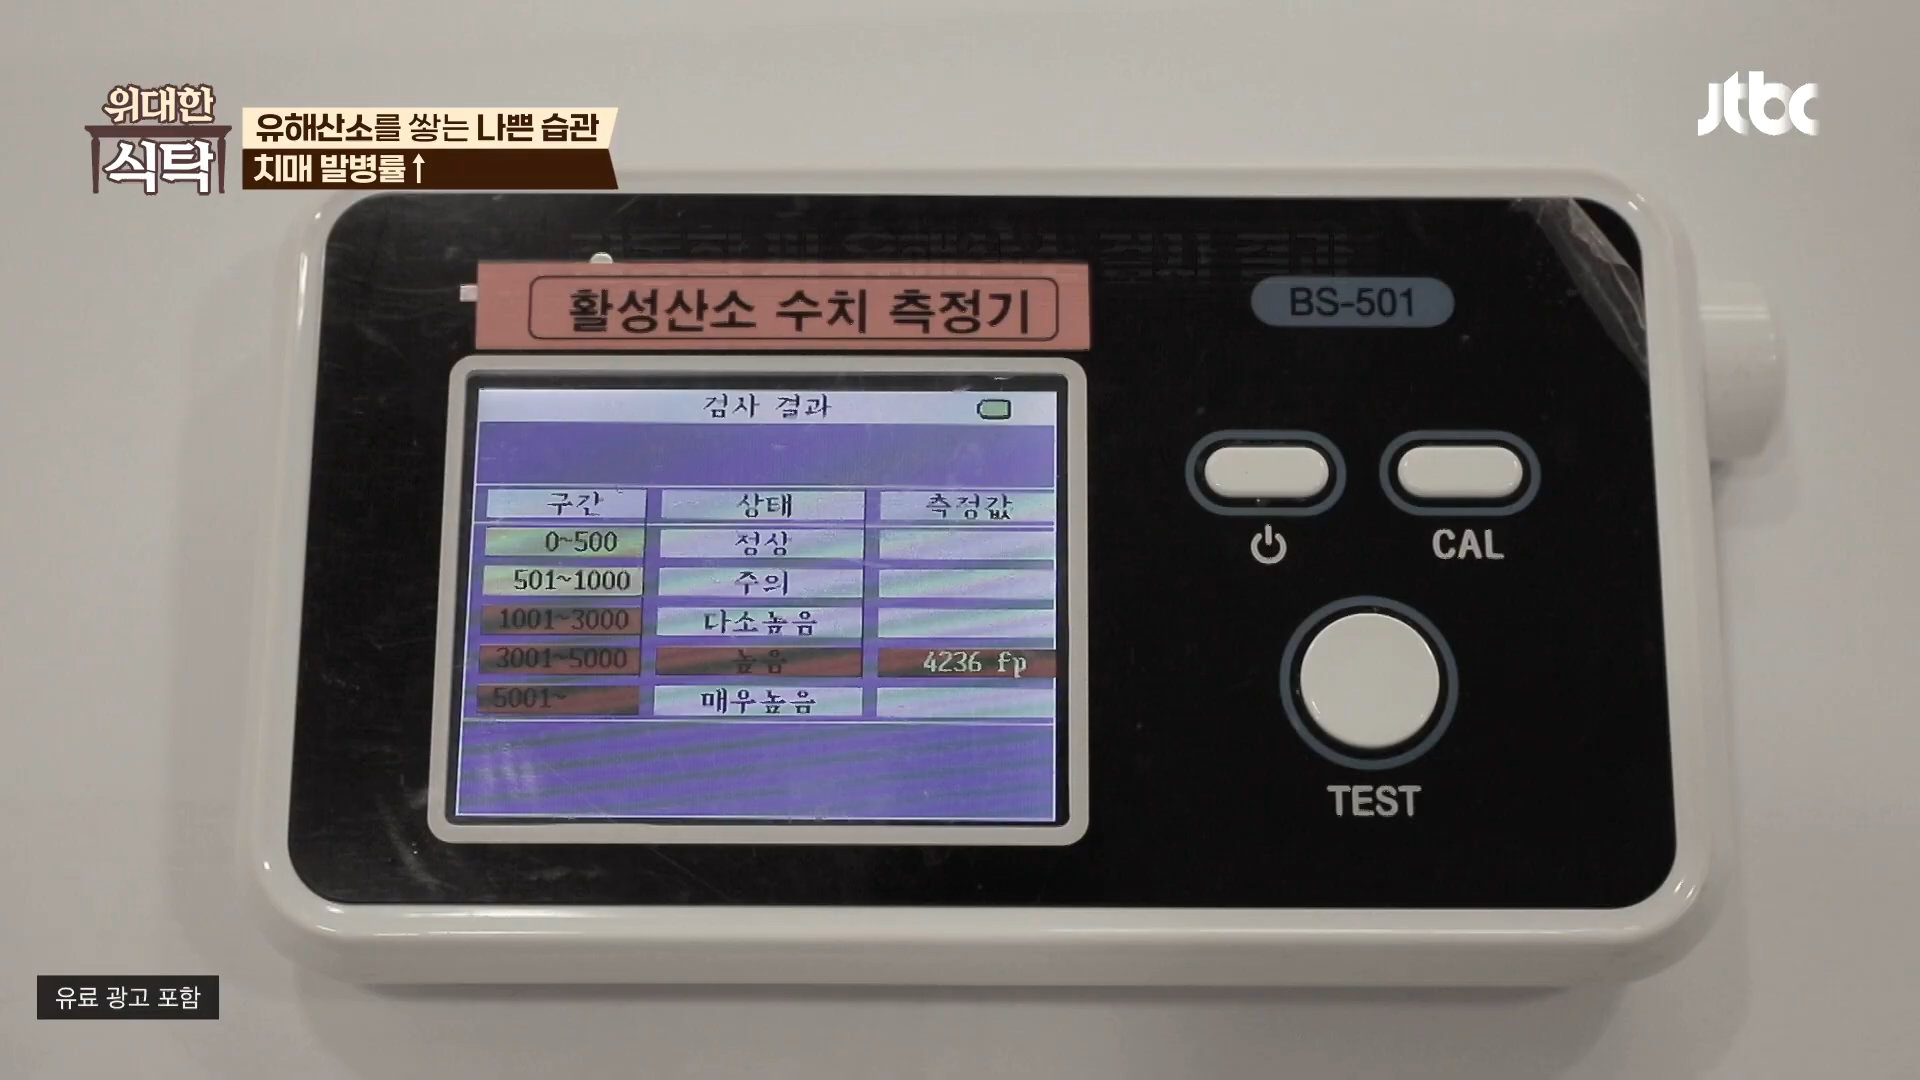 위대한
식탁
유해산소를 쌓는 나쁜 습관
치매 발병률↑
jtbc
활성산소 수치 측정기
BS-501
검사 결과
구간 상태 측정값
0~500 정상
501~1000 주의
1001~3000 다소높음
3001~5000 높음 4236 fp
5001~ 매우높음
CAL
TEST
유료 광고 포함